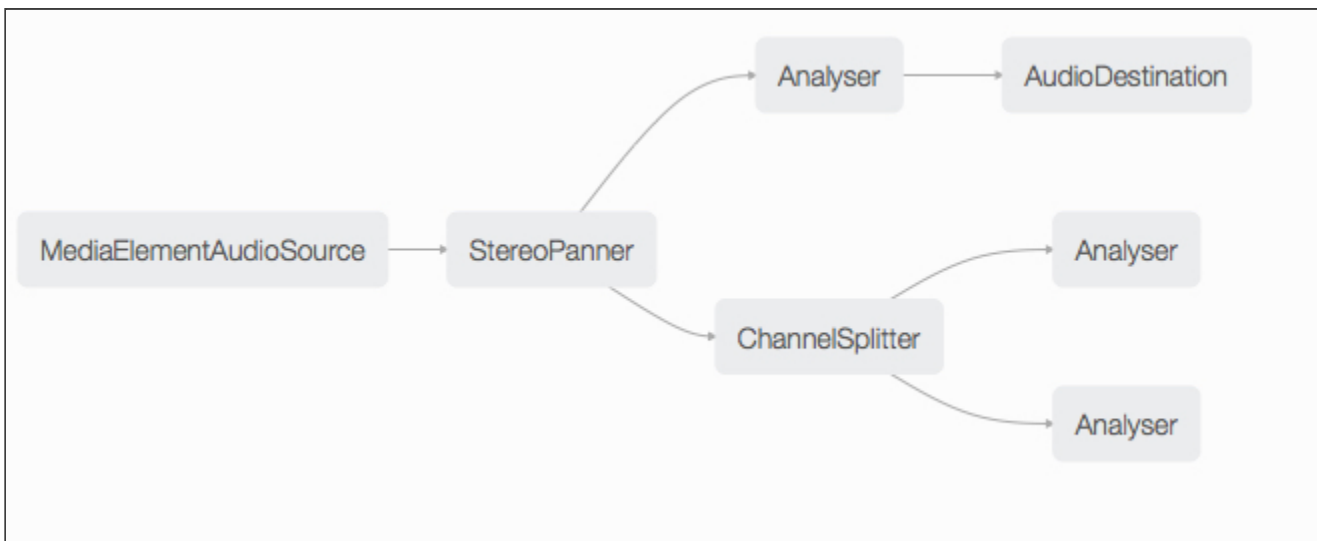 Analyser
AudioDestination
MediaElementAudioSource
StereoPanner
Analyser
ChannelSplitter
Analyser